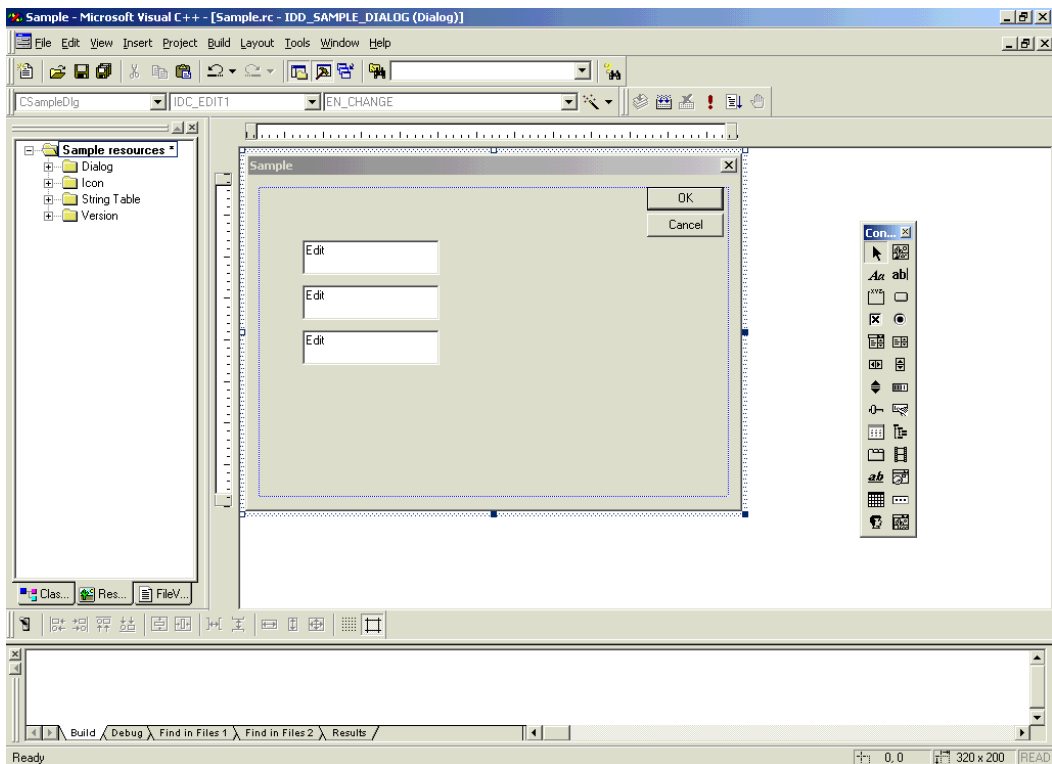 Sample - Microsoft Visual C++ - [Sample.rc - IDD_SAMPLE_DIALOG (Dialog)]
File Edit View Insert Project Build Layout Tools Window Help
CSampleDlg IDC_EDIT1 EN_CHANGE
Sample resources *
Dialog
Icon
String Table
Version
Sample
OK
Cancel
Edit
Edit
Edit
Con...
Aa ab|
XYZ
ab
Clas... Res... FileV...
Build Debug Find in Files 1 Find in Files 2 Results
Ready 0, 0 320 x 200 READ